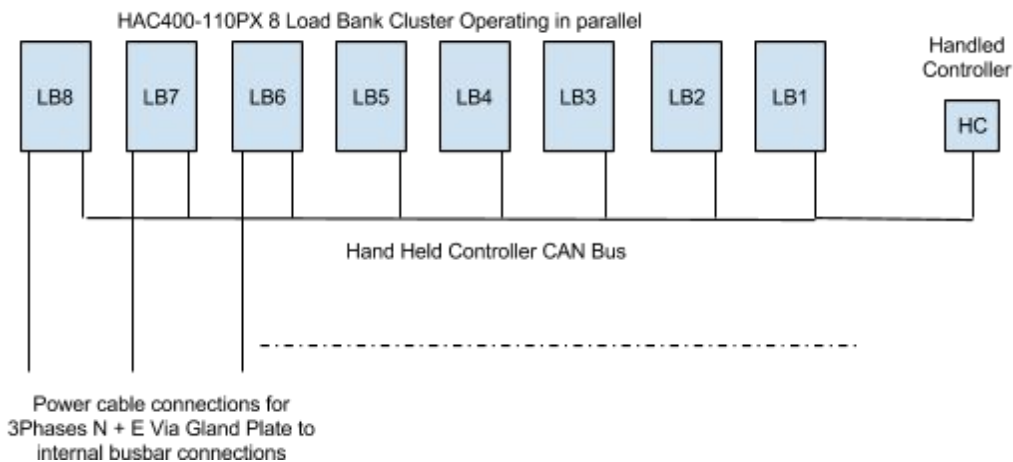 HAC400-110PX 8 Load Bank Cluster Operating in parallel
Handled
Controller
LB8
LB7
LB6
LB5
LB4
LB3
LB2
LB1
HC
Hand Held Controller CAN Bus
Power cable connections for
3Phases N + E Via Gland Plate to
internal busbar connections